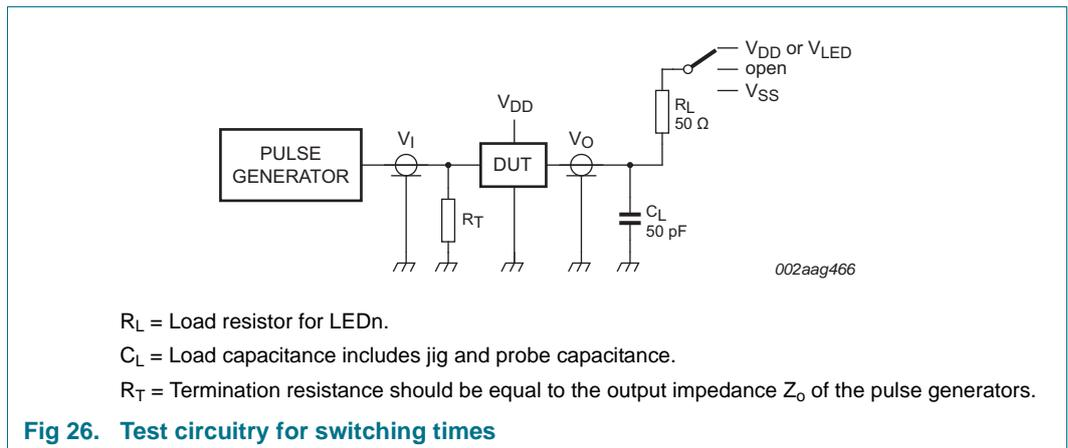 V_DD or V_LED
open
V_SS
R_L
50 Ω
V_DD
V_I
V_O
PULSE
GENERATOR
DUT
R_T
C_L
50 pF
002aag466
R_L = Load resistor for LEDn.
C_L = Load capacitance includes jig and probe capacitance.
R_T = Termination resistance should be equal to the output impedance Z_o of the pulse generators.
Fig 26. Test circuitry for switching times